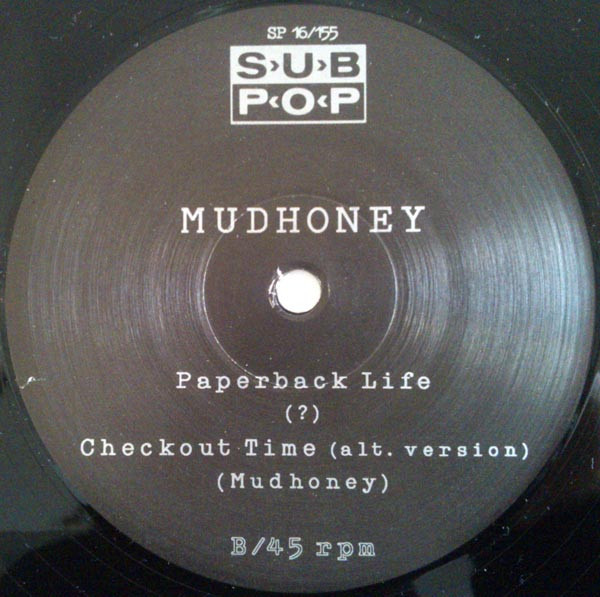 SP 16/155
S›U›B
P‹O‹P
MUDHONEY
Paperback Life
(?)
Checkout Time (alt. version)
(Mudhoney)
B/45 rpm